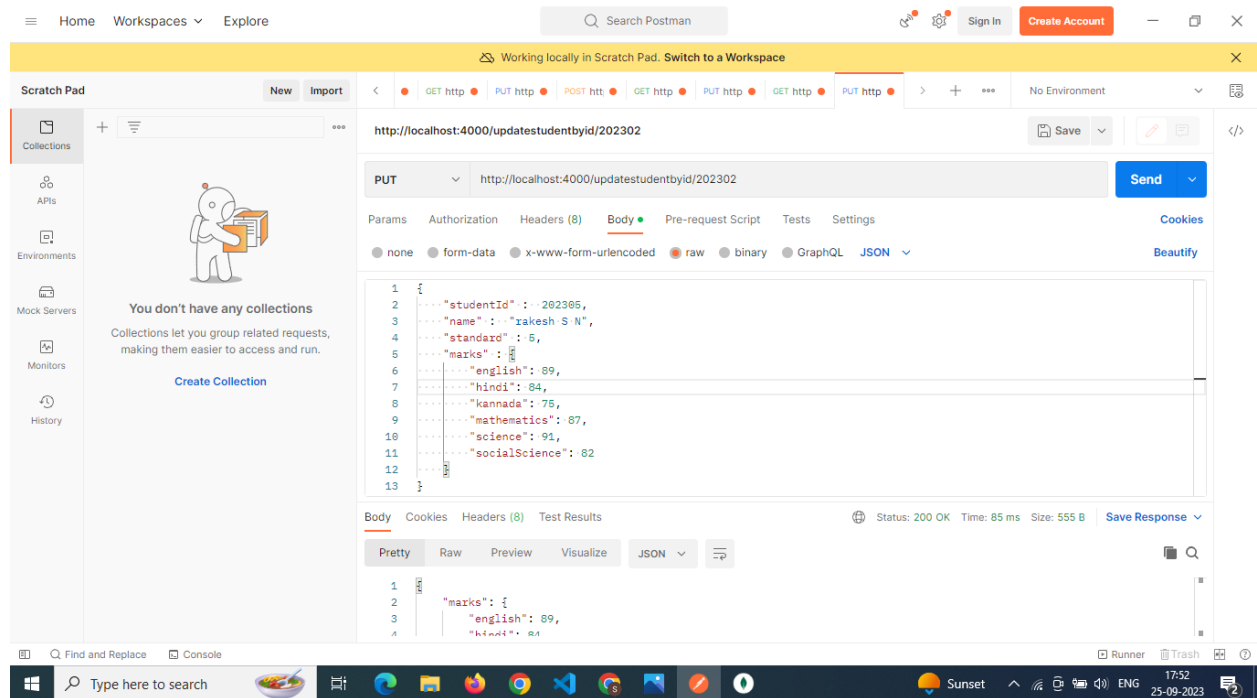 Home Workspaces Explore Search Postman Sign In Create Account
Working locally in Scratch Pad. Switch to a Workspace
Scratch Pad New Import GET http PUT http POST htt GET http PUT http GET http PUT http No Environment
http://localhost:4000/updatestudentbyid/202302 Save
Collections
APIs
Environments
Mock Servers
Monitors
History
You don't have any collections
Collections let you group related requests,
making them easier to access and run.
Create Collection
PUT http://localhost:4000/updatestudentbyid/202302 Send
Params Authorization Headers (8) Body Pre-request Script Tests Settings Cookies
none form-data x-www-form-urlencoded raw binary GraphQL JSON Beautify
1 {
2 "studentId" : 202305,
3 "name" : "rakesh S N",
4 "standard" : 5,
5 "marks" : {
6 "english": 89,
7 "hindi": 84,
8 "kannada": 75,
9 "mathematics": 87,
10 "science": 91,
11 "socialScience": 82
12 }
13 }
Body Cookies Headers (8) Test Results Status: 200 OK Time: 85 ms Size: 555 B Save Response
Pretty Raw Preview Visualize JSON
1 {
2 "marks": {
3 "english": 89,
4 "hindi": 84
Find and Replace Console Runner Trash
Type here to search Sunset ENG 17:52
25-09-2023 2